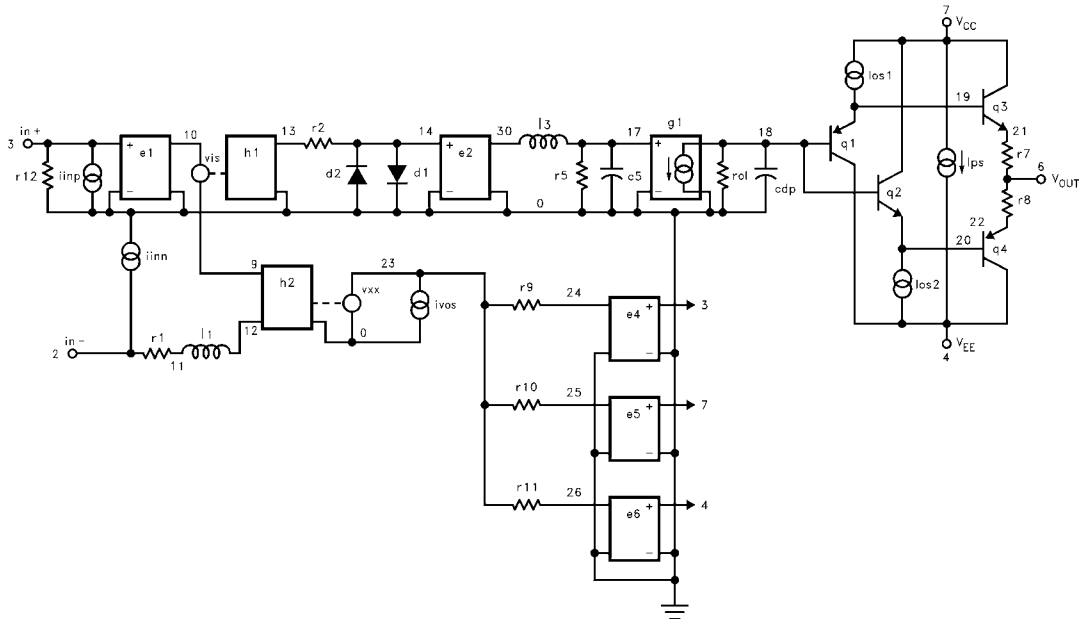 7
VCC
Ios1
19
q3
in+
3
10
13
r2
14
30
l3
17
g1
18
21
r7
6
VOUT
r12
iinp
+
e1
−
vis
h1
d2
d1
+
e2
−
r5
c5
+
−
rol
cdp
q1
Ips
q2
r8
22
0
20
q4
iinn
9
h2
23
vxx
ivos
Ios2
r9
24
+
e4
−
3
in−
2
r1
11
l1
12
0
4
VEE
r10
25
+
e5
−
7
r11
26
+
e6
−
4